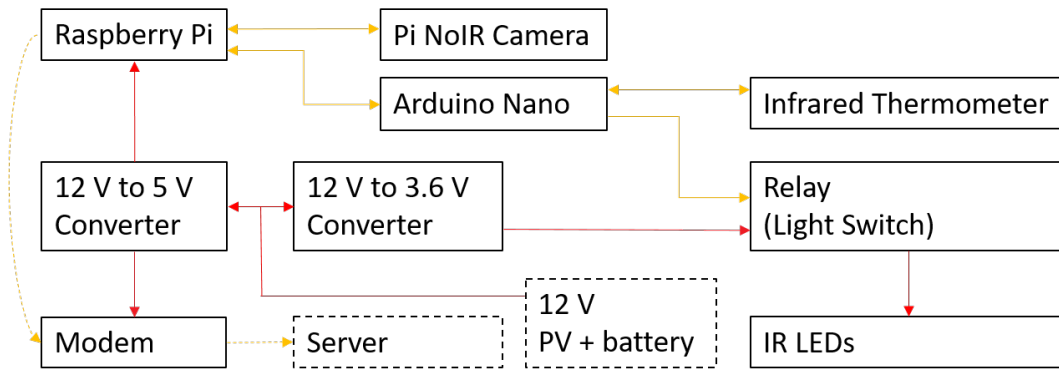 Raspberry Pi
Pi NoIR Camera
Arduino Nano
Infrared Thermometer
12 V to 5 V
Converter
12 V to 3.6 V
Converter
Relay
(Light Switch)
12 V
PV + battery
Modem
Server
IR LEDs